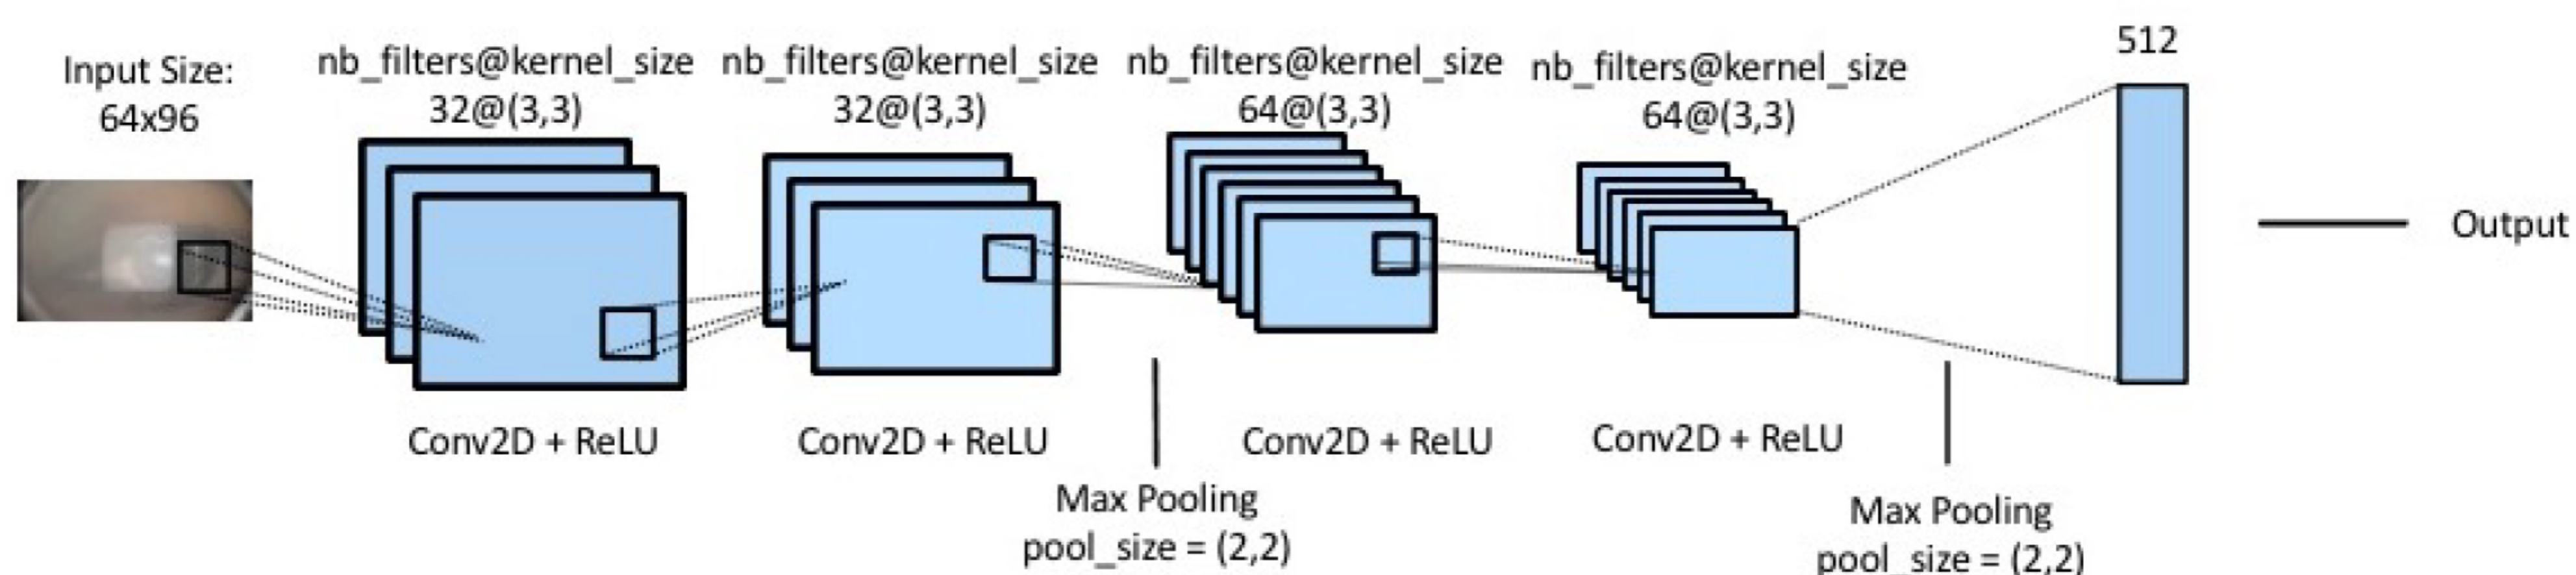 Input Size:
64x96
nb_filters@kernel_size
32@(3,3)
nb_filters@kernel_size
32@(3,3)
nb_filters@kernel_size
64@(3,3)
nb_filters@kernel_size
64@(3,3)
512
Output
Conv2D + ReLU
Conv2D + ReLU
Conv2D + ReLU
Conv2D + ReLU
Max Pooling
pool_size = (2,2)
Max Pooling
pool_size = (2,2)